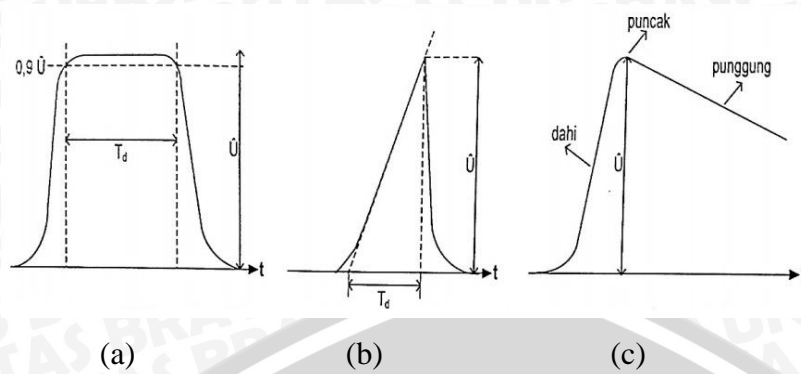 0,9 Û
T_d
Û
t
(a)
T_d
Û
t
(b)
puncak
punggung
dahi
Û
(c)